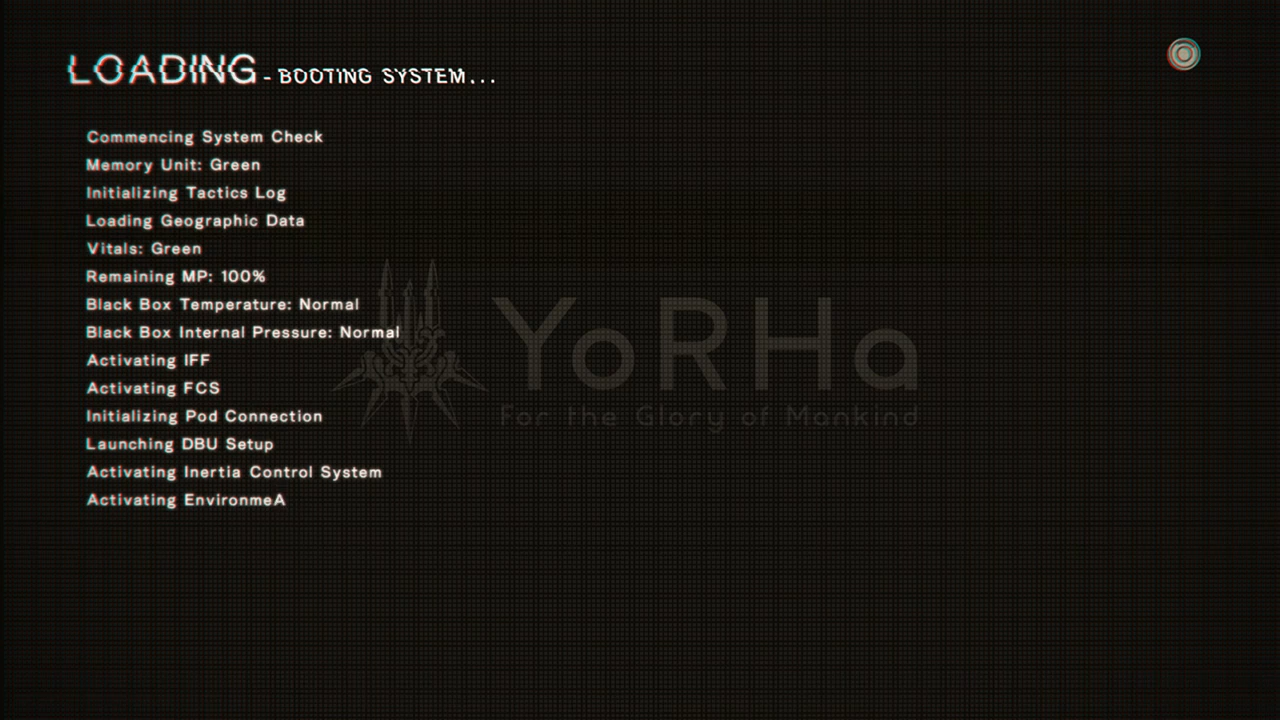 LOADING - BOOTING SYSTEM...
Commencing System Check
Memory Unit: Green
Initializing Tactics Log
Loading Geographic Data
Vitals: Green
Remaining MP: 100%
Black Box Temperature: Normal
Black Box Internal Pressure: Normal
Activating IFF
Activating FCS
Initializing Pod Connection
Launching DBU Setup
Activating Inertia Control System
Activating EnvironmeA
YoRHa
For the Glory of Mankind